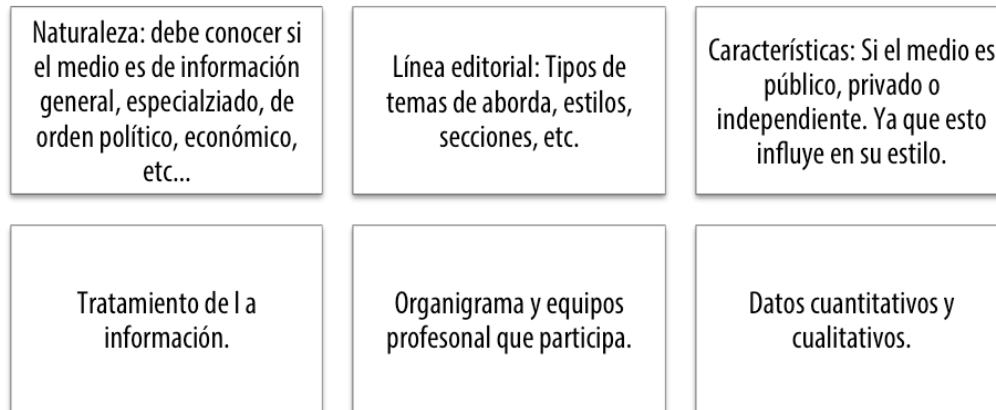 Naturaleza: debe conocer si
el medio es de información
general, especialziado, de
orden político, económico,
etc...
Línea editorial: Tipos de
temas de aborda, estilos,
secciones, etc.
Características: Si el medio es
público, privado o
independiente. Ya que esto
influye en su estilo.
Tratamiento de l a
información.
Organigrama y equipos
profesonal que participa.
Datos cuantitativos y
cualitativos.